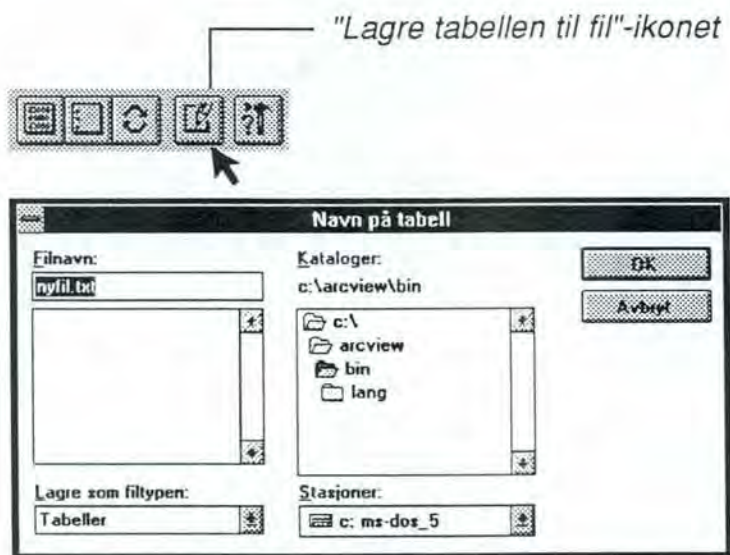 "Lagre tabellen til fil"-ikonet
Navn på tabell
Filnavn:
nyfil.txt
Kataloger:
c:\arcview\bin
c:\
arcview
bin
lang
OK
Avbryt
Lagre som filtypen:
Tabeller
Stasjoner:
c: ms-dos_5